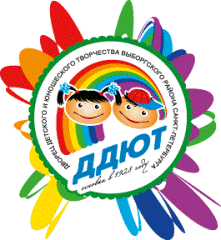 ДВОРЕЦ ДЕТСКОГО И ЮНОШЕСКОГО ТВОРЧЕСТВА ВЫБОРГСКОГО РАЙОНА САНКТ-ПЕТЕРБУРГА
ДДЮТ
основан в 1928 году